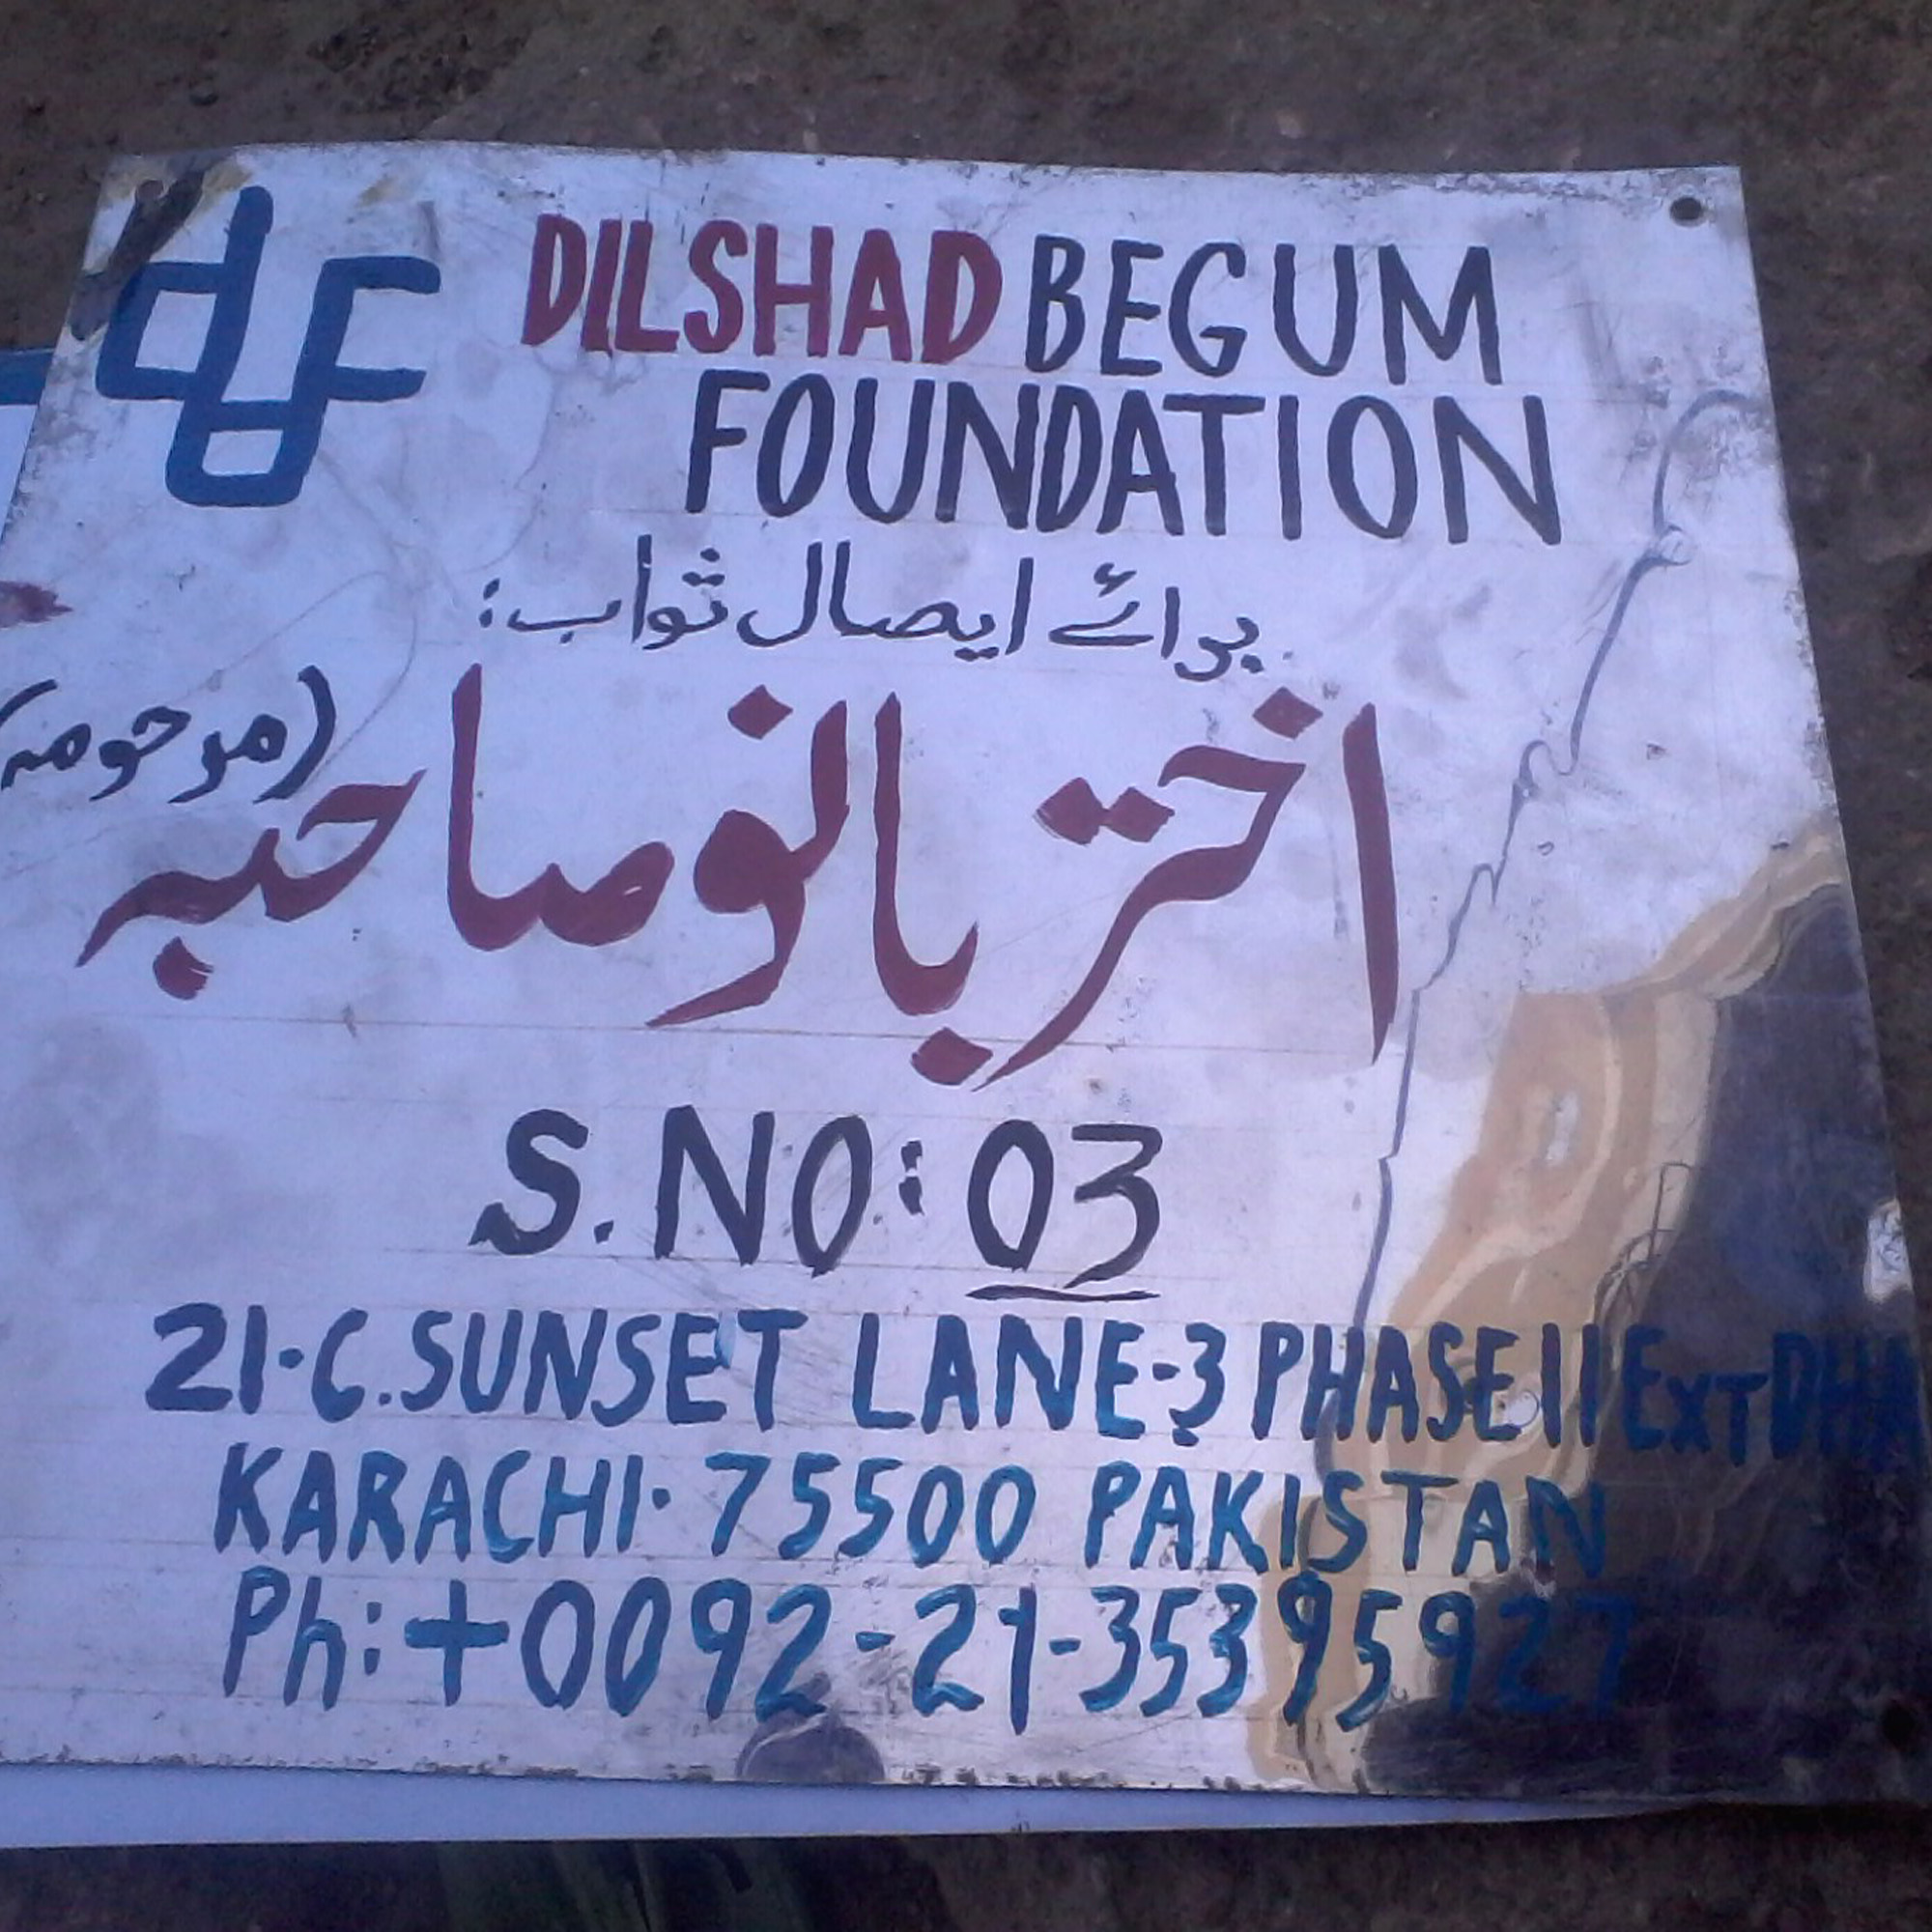 dbf
DILSHAD BEGUM
FOUNDATION
برائے ایصال ثواب:
اختر بانو صاحبہ (مرحومہ)
S.NO: 03
21-C.SUNSET LANE-3 PHASE II EXT DHA
KARACHI. 75500 PAKISTAN
Ph: +0092-21-35395927